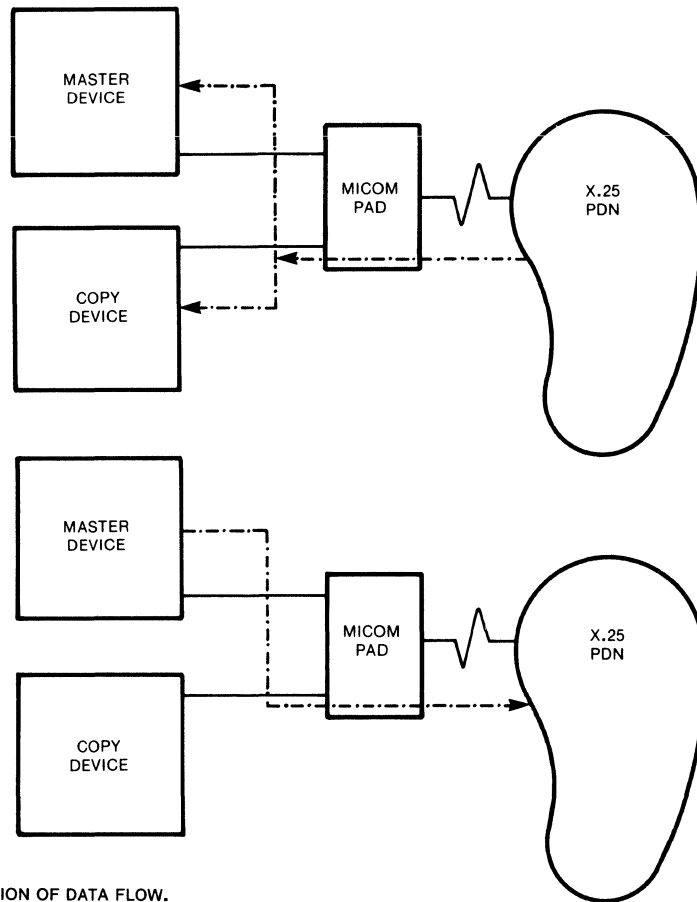 MASTER
DEVICE
MICOM
PAD
X.25
PDN
COPY
DEVICE
MASTER
DEVICE
MICOM
PAD
X.25
PDN
COPY
DEVICE
ION OF DATA FLOW.